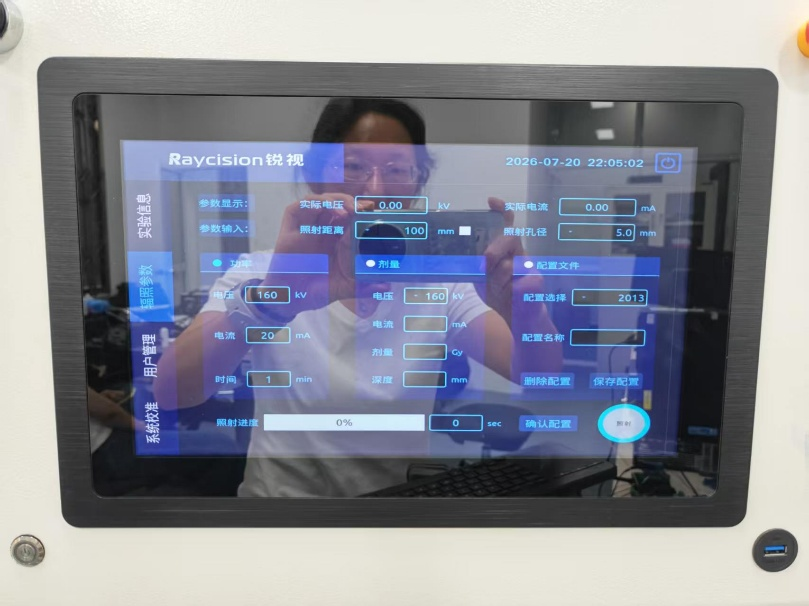 Raycision锐视 2026-07-20 22:05:02
实验信息
辐照参数
用户管理
系统校准
参数显示: 实际电压 0.00 kV 实际电流 0.00 mA
参数输入: 照射距离 100 mm 照射孔径 - 5.0 mm
功率 剂量 配置文件
电压 160 kV 电压 - 160 kV 配置选择 - 2013
电流 20 mA 电流 mA 配置名称
剂量 Gy
时间 1 min 深度 mm 删除配置 保存配置
照射进度 0% 0 sec 确认配置